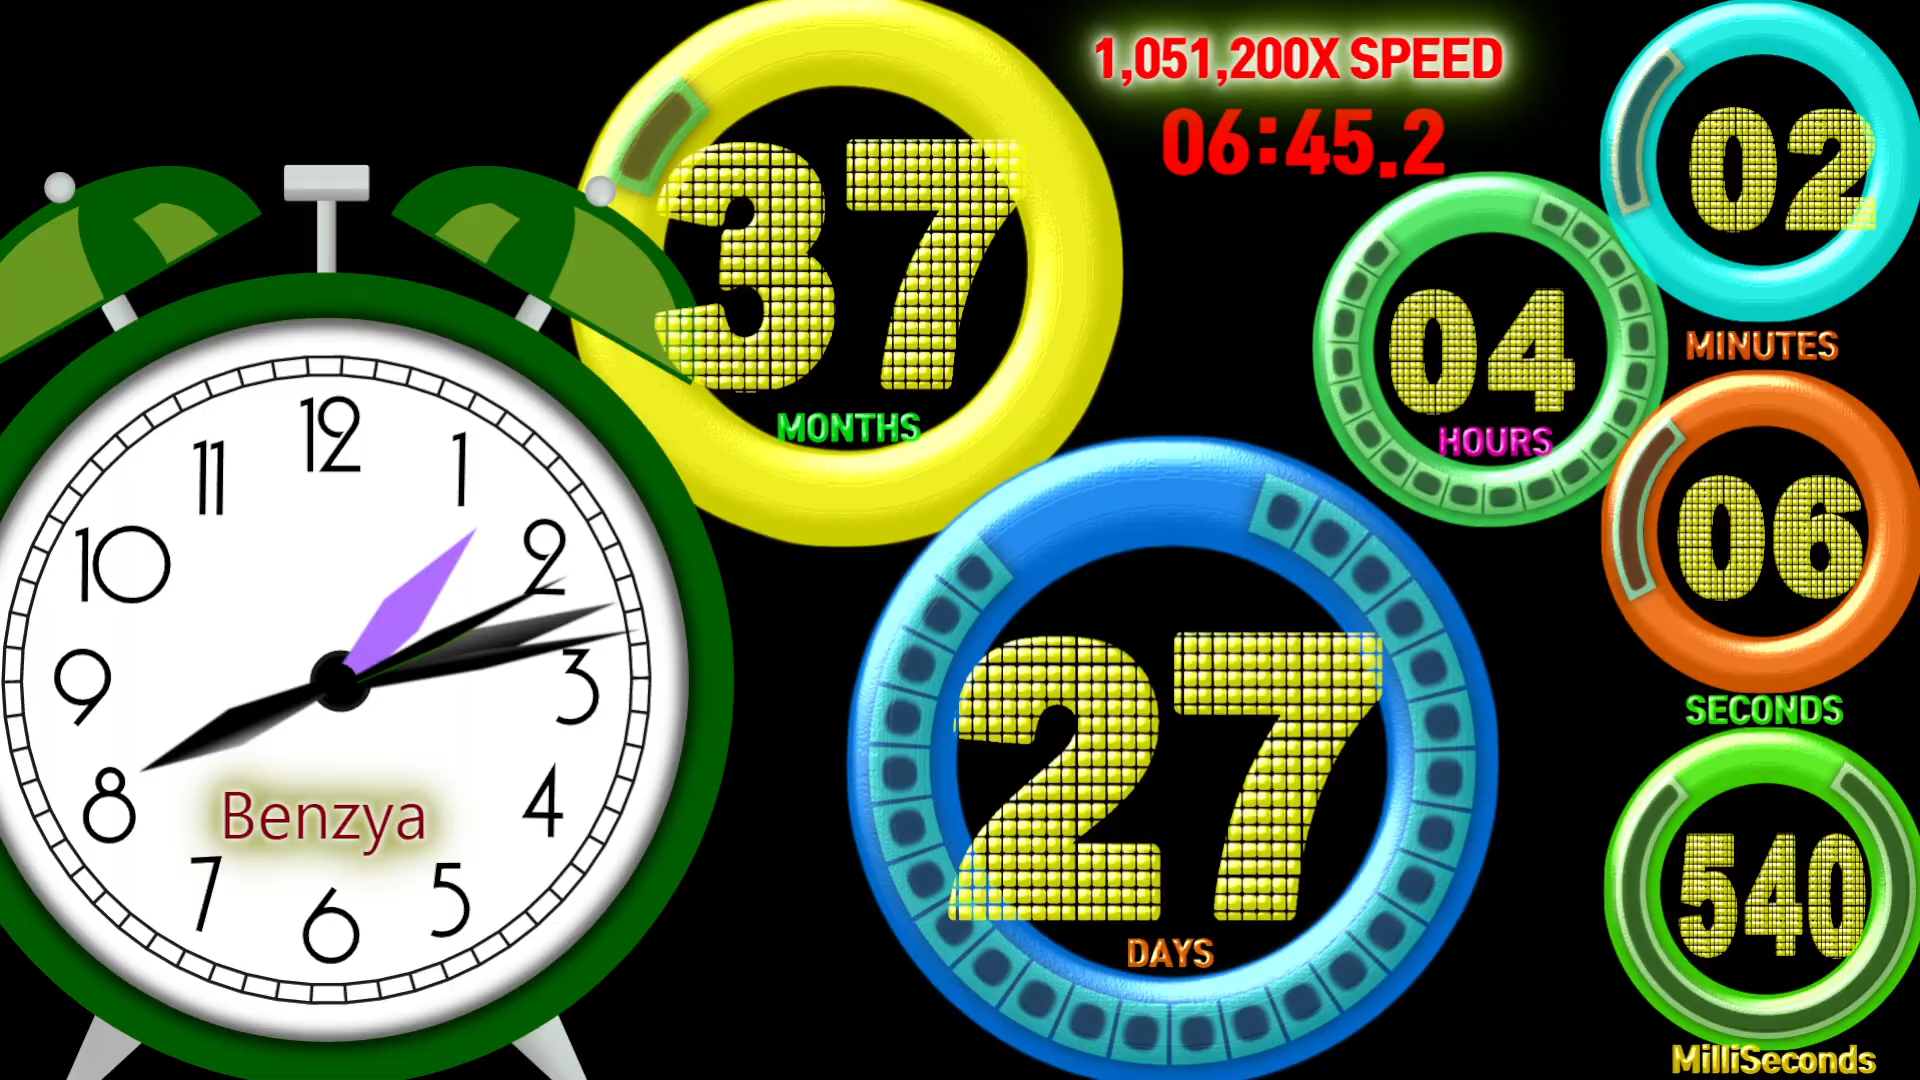 1,051,200X SPEED
06:45.2
37
MONTHS
02
MINUTES
04
HOURS
06
SECONDS
27
DAYS
540
MilliSeconds
12
1
2
3
4
5
6
7
8
9
10
11
Benzya